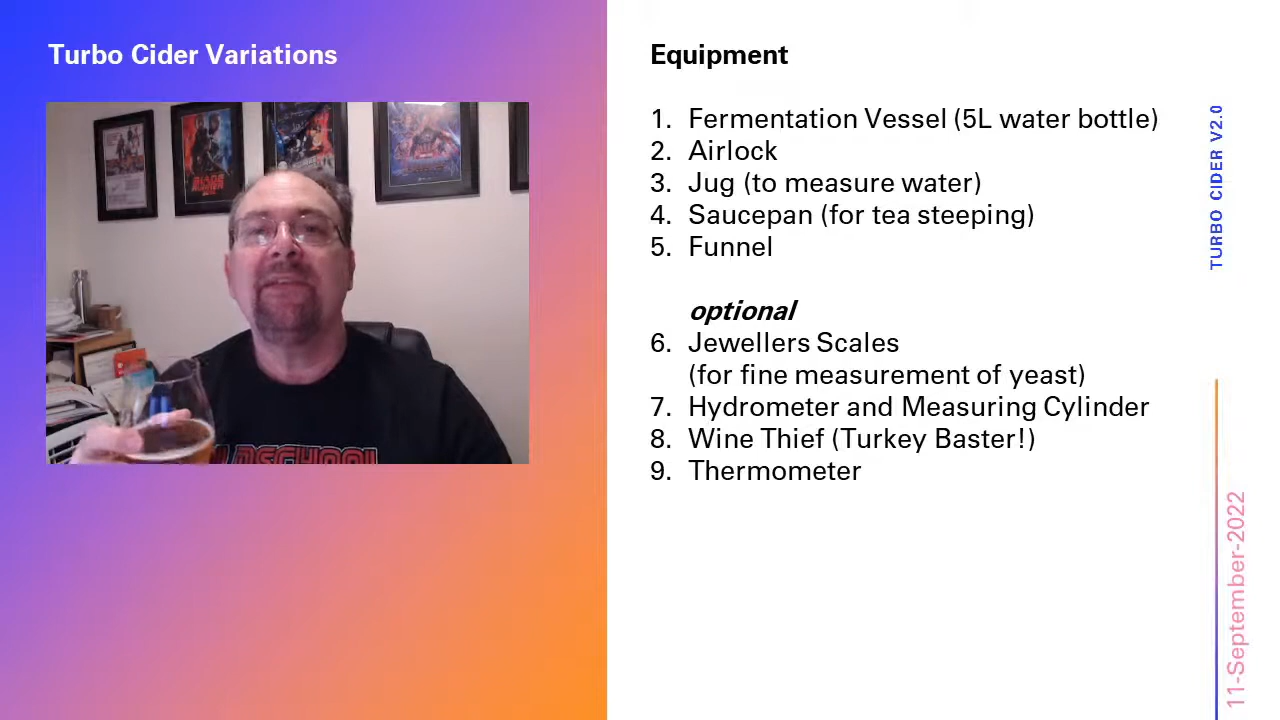 Turbo Cider Variations
BLADE
RUNNER
Equipment
1. Fermentation Vessel (5L water bottle)
2. Airlock
3. Jug (to measure water)
4. Saucepan (for tea steeping)
5. Funnel
optional
6. Jewellers Scales
(for fine measurement of yeast)
7. Hydrometer and Measuring Cylinder
8. Wine Thief (Turkey Baster!)
9. Thermometer
TURBO CIDER V2.0
11-September-2022